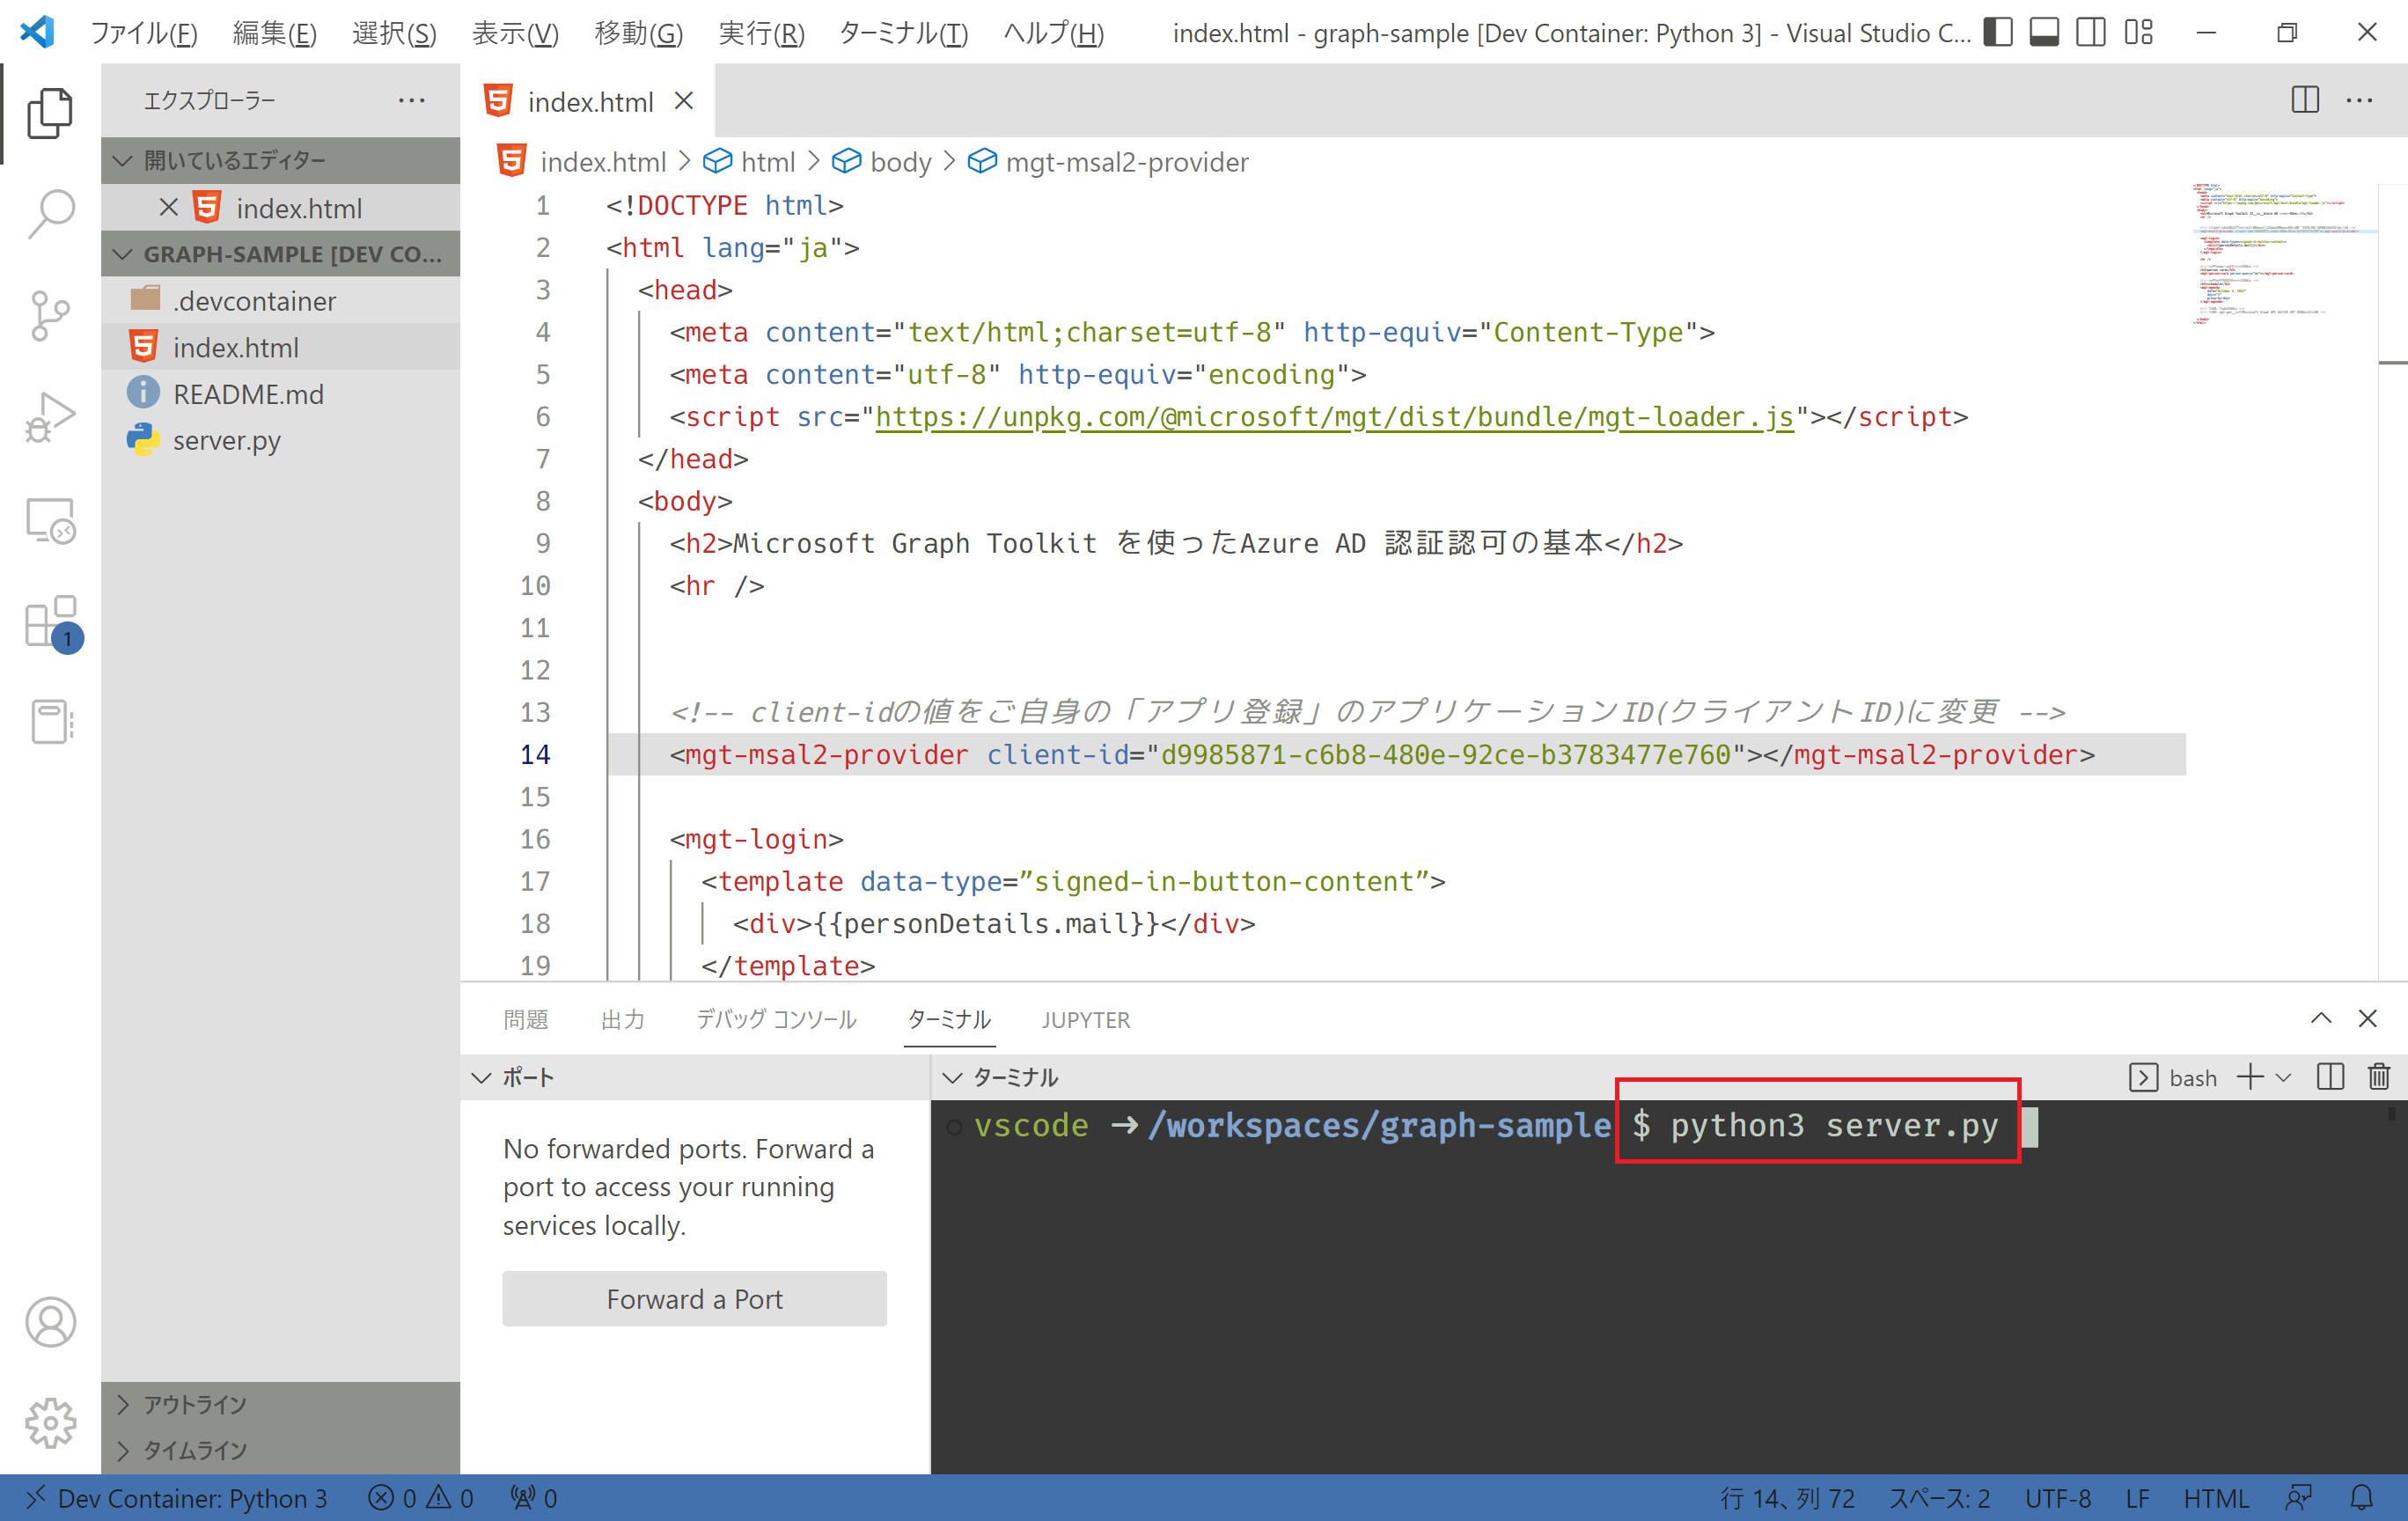 ファイル(F) 編集(E) 選択(S) 表示(V) 移動(G) 実行(R) ターミナル(T) ヘルプ(H) index.html - graph-sample [Dev Container: Python 3] - Visual Studio C...
エクスプローラー
開いているエディター
index.html
GRAPH-SAMPLE [DEV CO...
.devcontainer
index.html
README.md
server.py
アウトライン
タイムライン
1
index.html
index.html > html > body > mgt-msal2-provider
1 <!DOCTYPE html>
2 <html lang="ja">
3 <head>
4 <meta content="text/html;charset=utf-8" http-equiv="Content-Type">
5 <meta content="utf-8" http-equiv="encoding">
6 <script src="https://unpkg.com/@microsoft/mgt/dist/bundle/mgt-loader.js"></script>
7 </head>
8 <body>
9 <h2>Microsoft Graph Toolkit を使ったAzure AD 認証認可の基本</h2>
10 <hr />
11
12
13 <!-- client-idの値をご自身の「アプリ登録」のアプリケーションID(クライアントID)に変更 -->
14 <mgt-msal2-provider client-id="d9985871-c6b8-480e-92ce-b3783477e760"></mgt-msal2-provider>
15
16 <mgt-login>
17 <template data-type=”signed-in-button-content”>
18 <div>{{personDetails.mail}}</div>
19 </template>
問題 出力 デバッグ コンソール ターミナル JUPYTER
ポート
No forwarded ports. Forward a
port to access your running
services locally.
Forward a Port
ターミナル
bash
vscode ➜ /workspaces/graph-sample $ python3 server.py
Dev Container: Python 3 0 0 0 行 14、列 72 スペース: 2 UTF-8 LF HTML